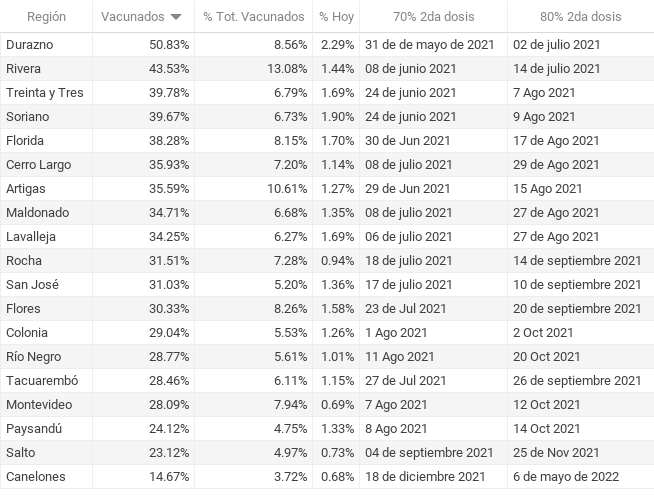 Región Vacunados % Tot. Vacunados % Hoy 70% 2da dosis 80% 2da dosis
Durazno 50.83% 8.56% 2.29% 31 de de mayo de 2021 02 de julio 2021
Rivera 43.53% 13.08% 1.44% 08 de junio 2021 14 de julio 2021
Treinta y Tres 39.78% 6.79% 1.69% 24 de junio 2021 7 Ago 2021
Soriano 39.67% 6.73% 1.90% 24 de junio 2021 9 Ago 2021
Florida 38.28% 8.15% 1.70% 30 de Jun 2021 17 de Ago 2021
Cerro Largo 35.93% 7.20% 1.14% 08 de julio 2021 29 de Ago 2021
Artigas 35.59% 10.61% 1.27% 29 de Jun 2021 15 Ago 2021
Maldonado 34.71% 6.68% 1.35% 08 de julio 2021 27 de Ago 2021
Lavalleja 34.25% 6.27% 1.69% 06 de julio 2021 27 de Ago 2021
Rocha 31.51% 7.28% 0.94% 18 de julio 2021 14 de septiembre 2021
San José 31.03% 5.20% 1.36% 17 de julio 2021 10 de septiembre 2021
Flores 30.33% 8.26% 1.58% 23 de Jul 2021 20 de septiembre 2021
Colonia 29.04% 5.53% 1.26% 1 Ago 2021 2 Oct 2021
Río Negro 28.77% 5.61% 1.01% 11 Ago 2021 20 Oct 2021
Tacuarembó 28.46% 6.11% 1.15% 27 de Jul 2021 26 de septiembre 2021
Montevideo 28.09% 7.94% 0.69% 7 Ago 2021 12 Oct 2021
Paysandú 24.12% 4.75% 1.33% 8 Ago 2021 14 Oct 2021
Salto 23.12% 4.97% 0.73% 04 de septiembre 2021 25 de Nov 2021
Canelones 14.67% 3.72% 0.68% 18 de diciembre 2021 6 de mayo de 2022